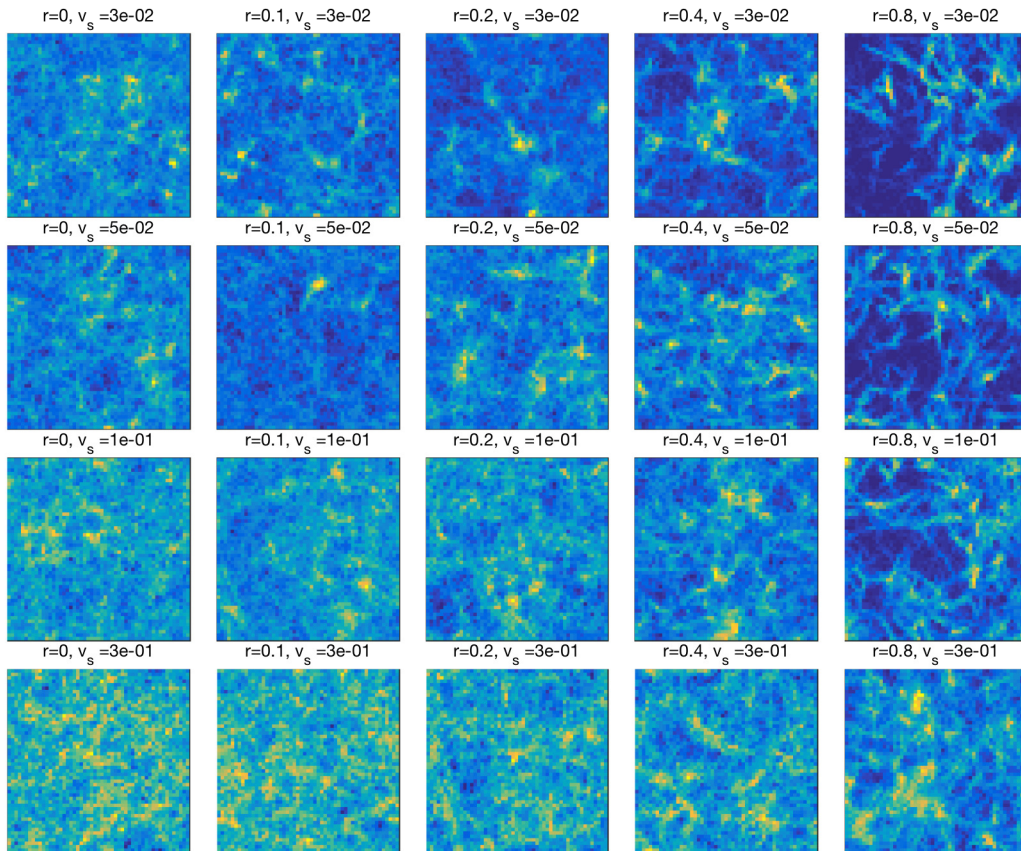 r=0, v_s =3e-02
r=0.1, v_s =3e-02
r=0.2, v_s =3e-02
r=0.4, v_s =3e-02
r=0.8, v_s =3e-02
r=0, v_s =5e-02
r=0.1, v_s =5e-02
r=0.2, v_s =5e-02
r=0.4, v_s =5e-02
r=0.8, v_s =5e-02
r=0, v_s =1e-01
r=0.1, v_s =1e-01
r=0.2, v_s =1e-01
r=0.4, v_s =1e-01
r=0.8, v_s =1e-01
r=0, v_s =3e-01
r=0.1, v_s =3e-01
r=0.2, v_s =3e-01
r=0.4, v_s =3e-01
r=0.8, v_s =3e-01